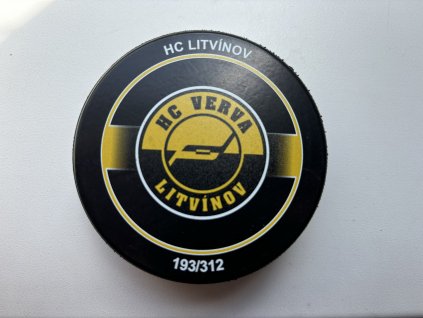 HC LITVÍNOV
HC VERVA
LITVÍNOV
193/312